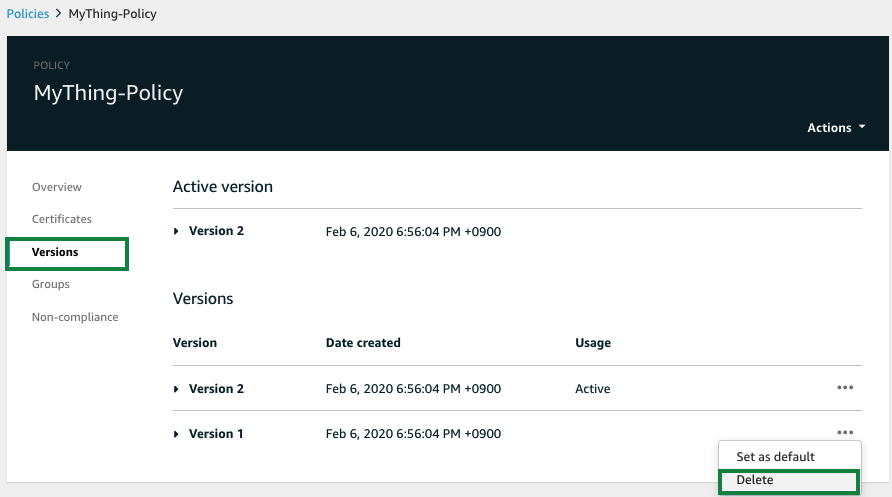 Policies > MyThing-Policy
POLICY
MyThing-Policy
Actions
Overview
Certificates
Versions
Groups
Non-compliance
Active version
Version 2 Feb 6, 2020 6:56:04 PM +0900
Versions
Version Date created Usage
Version 2 Feb 6, 2020 6:56:04 PM +0900 Active ...
Version 1 Feb 6, 2020 6:56:04 PM +0900 ...
Set as default
Delete